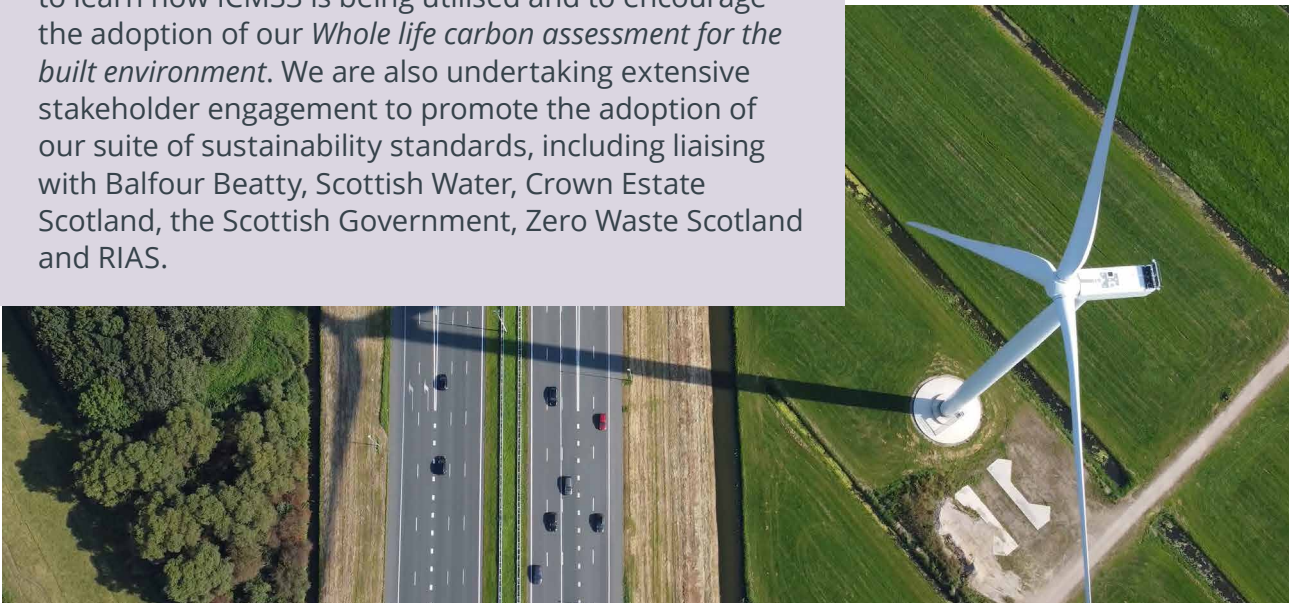 to learn how ICMS3 is being utilised and to encourage
the adoption of our Whole life carbon assessment for the
built environment. We are also undertaking extensive
stakeholder engagement to promote the adoption of
our suite of sustainability standards, including liaising
with Balfour Beatty, Scottish Water, Crown Estate
Scotland, the Scottish Government, Zero Waste Scotland
and RIAS.